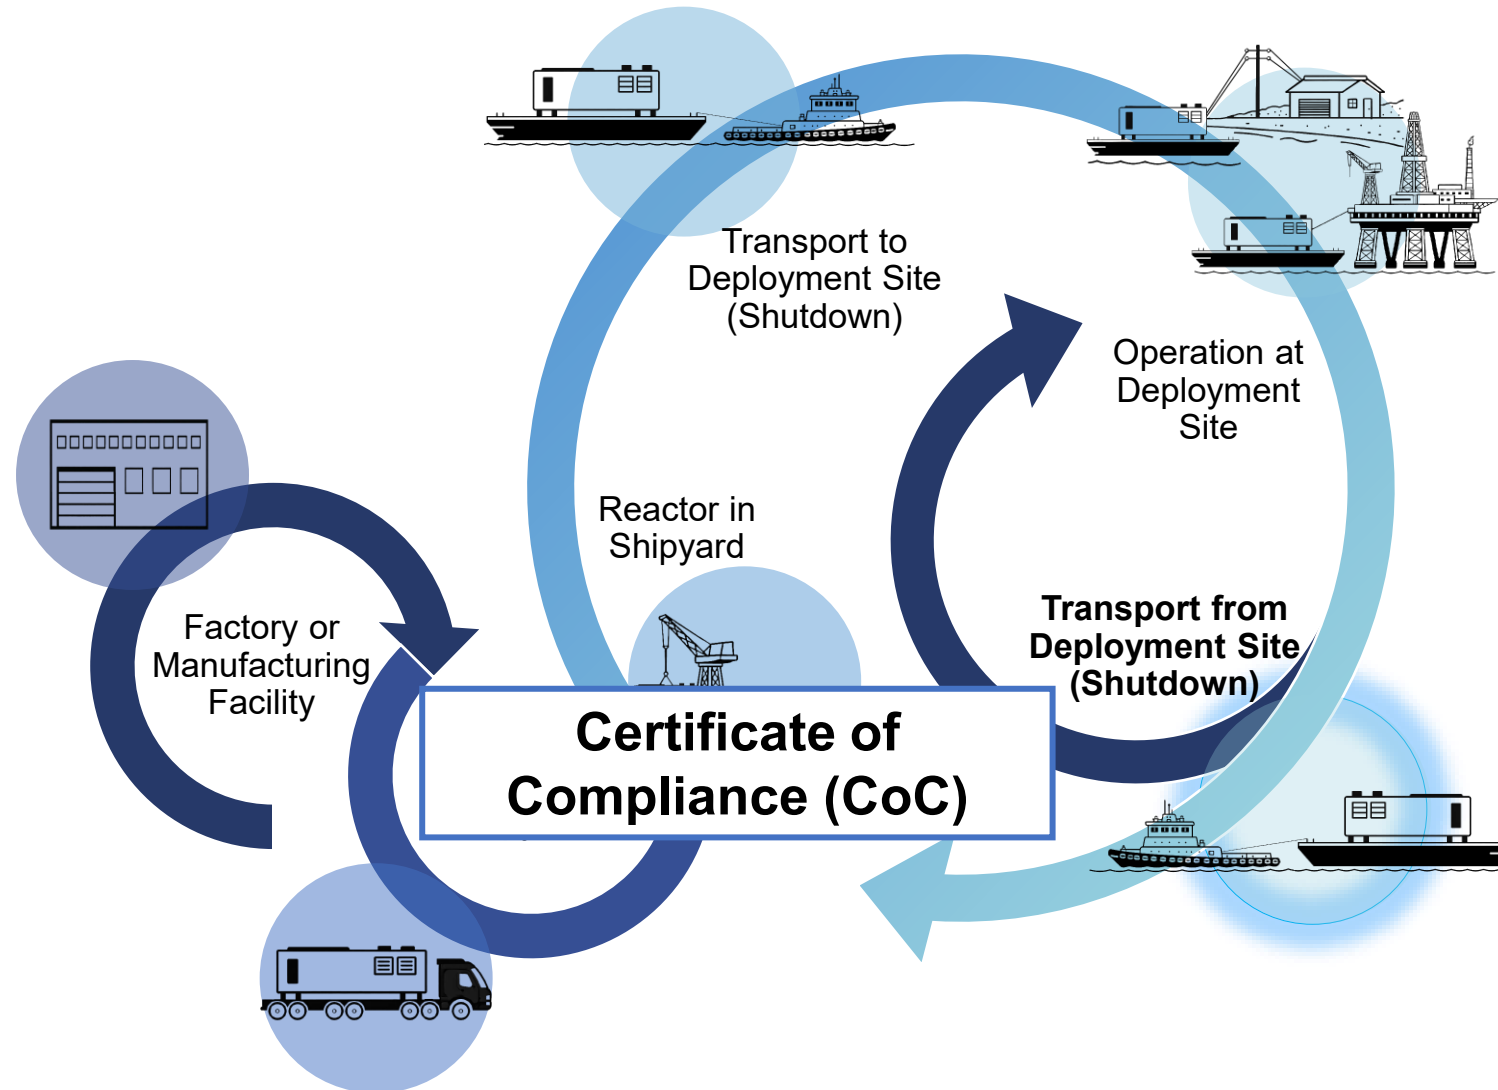 Transport to
Deployment Site
(Shutdown)
Operation at
Deployment
Site
Reactor in
Shipyard
Factory or
Manufacturing
Facility
Transport from
Deployment Site
(Shutdown)
Certificate of
Compliance (CoC)